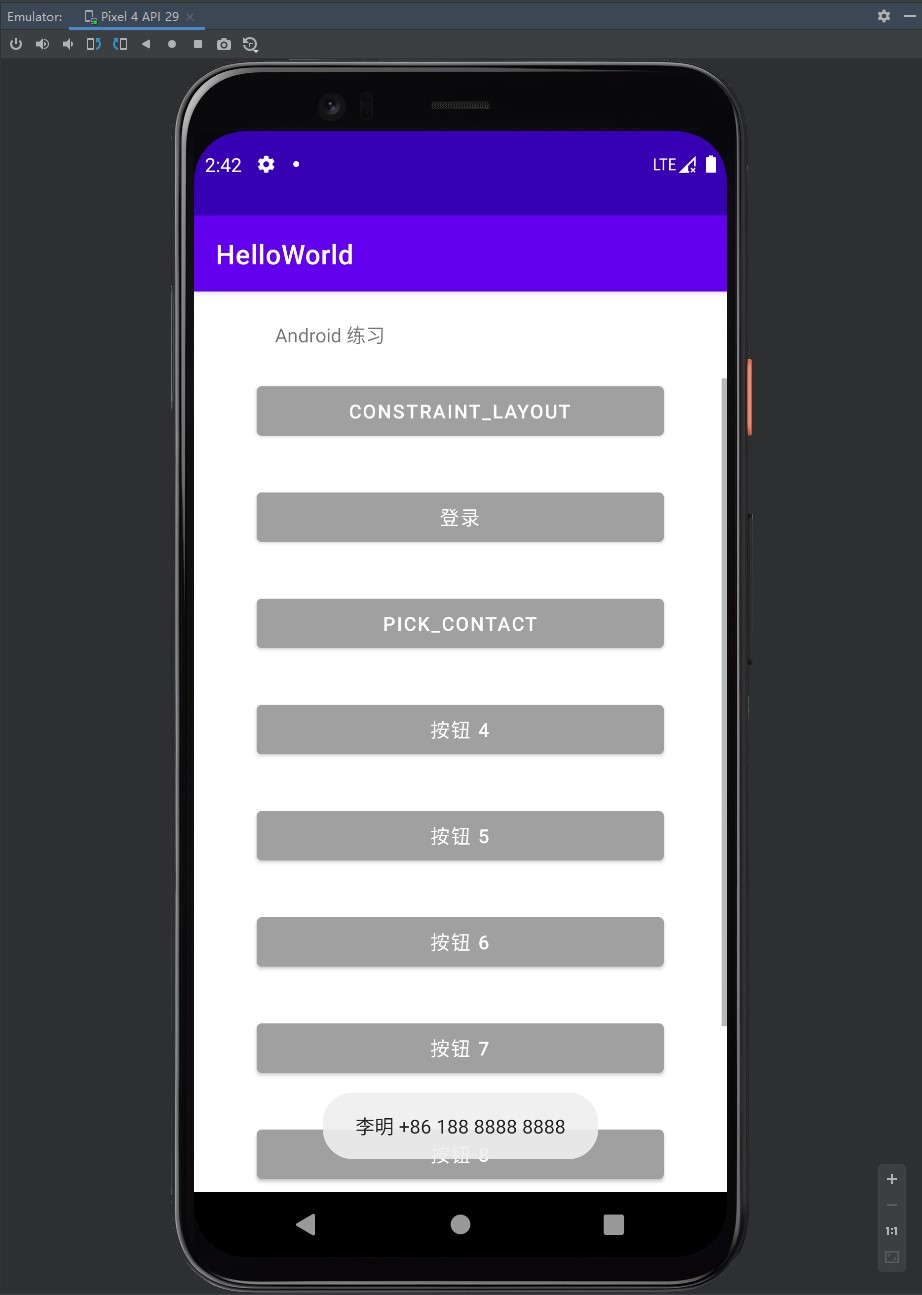 Emulator: Pixel 4 API 29
2:42 LTE
HelloWorld
Android 练习
CONSTRAINT_LAYOUT
登录
PICK_CONTACT
按钮 4
按钮 5
按钮 6
按钮 7
李明 +86 188 8888 8888
按钮 8
1:1